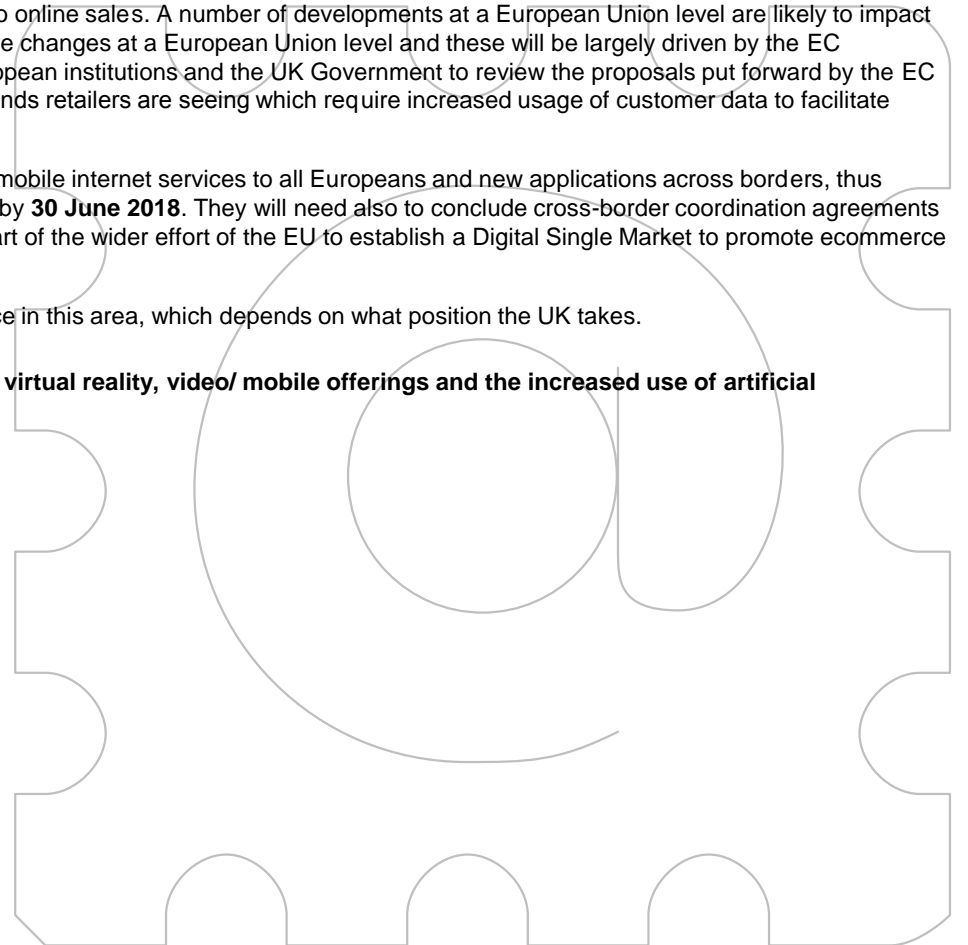 o online sales. A number of developments at a European Union level are likely to impact
e changes at a European Union level and these will be largely driven by the EC
opean institutions and the UK Government to review the proposals put forward by the EC
nds retailers are seeing which require increased usage of customer data to facilitate
mobile internet services to all Europeans and new applications across borders, thus
by 30 June 2018. They will need also to conclude cross-border coordination agreements
art of the wider effort of the EU to establish a Digital Single Market to promote ecommerce
ce in this area, which depends on what position the UK takes.
virtual reality, video/ mobile offerings and the increased use of artificial